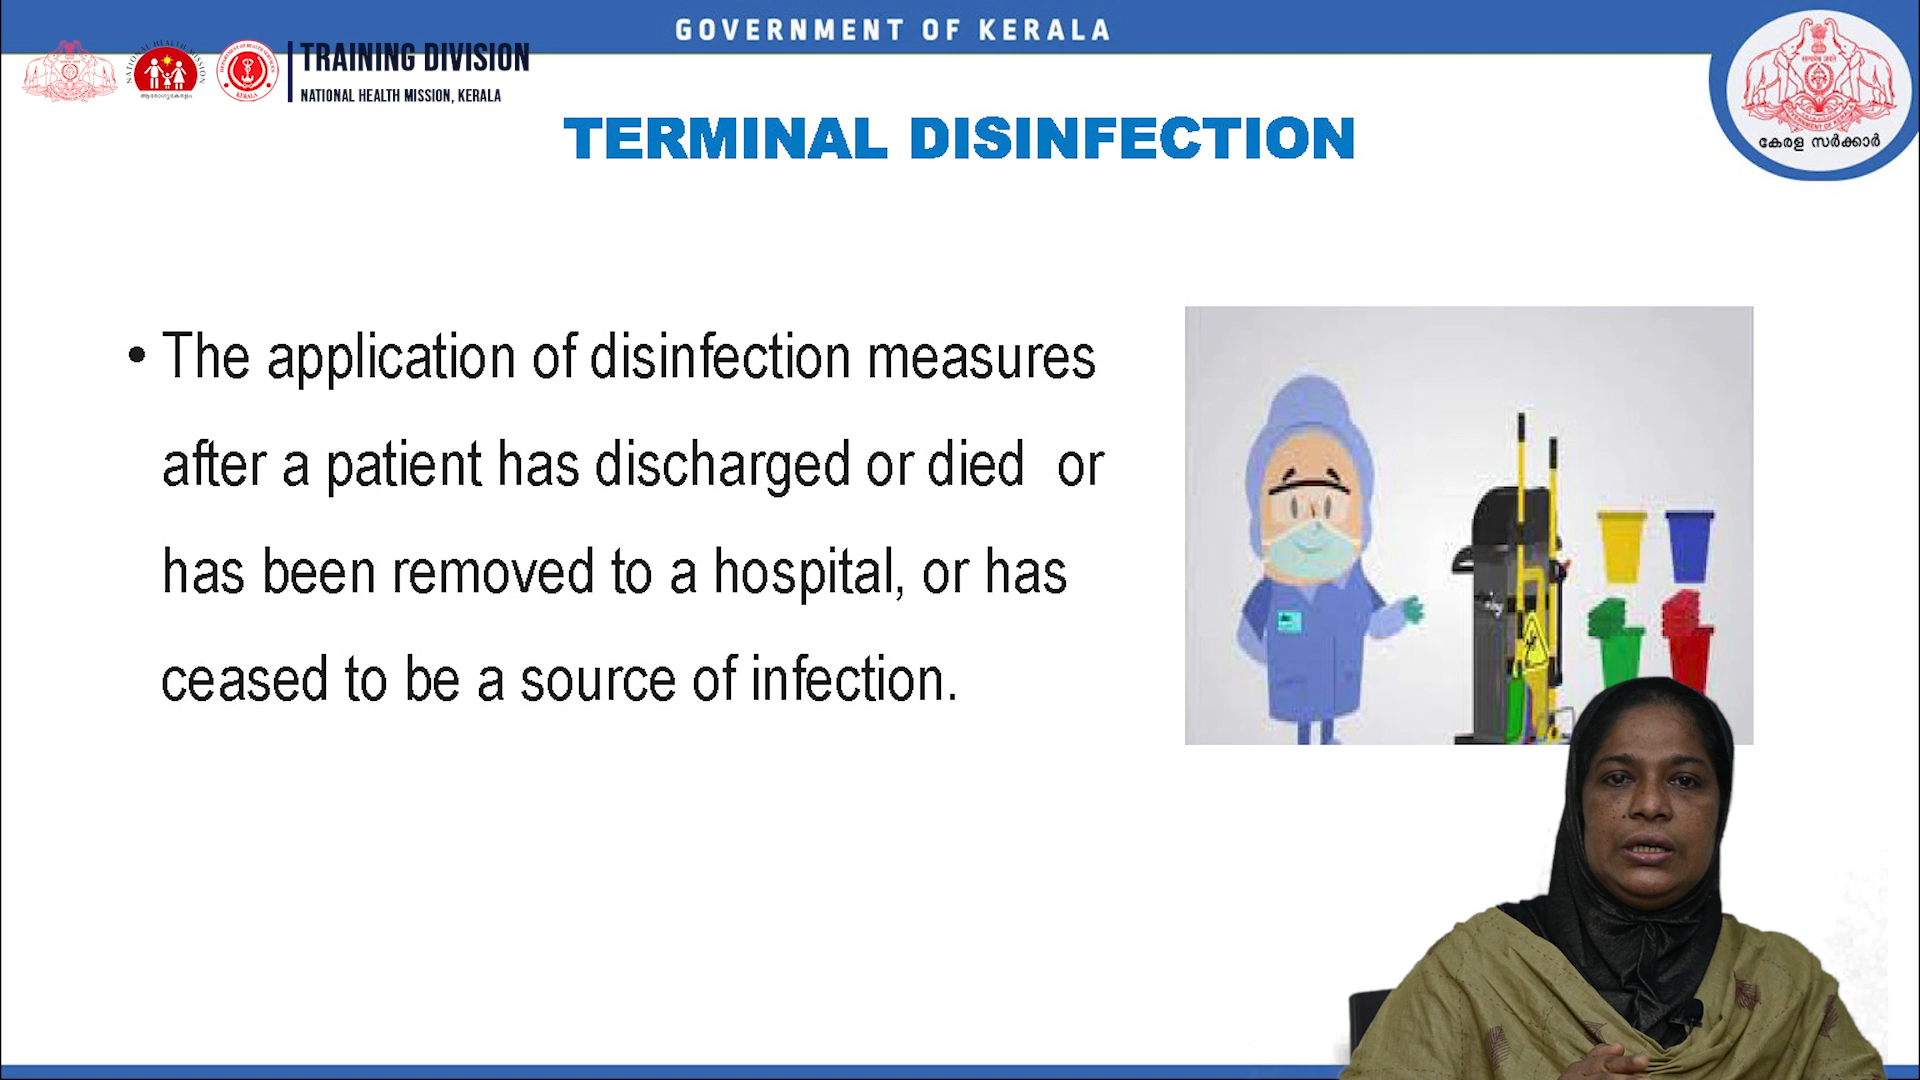 GOVERNMENT OF KERALA
TRAINING DIVISION
NATIONAL HEALTH MISSION, KERALA
കേരള സർക്കാർ
TERMINAL DISINFECTION
• The application of disinfection measures
after a patient has discharged or died or
has been removed to a hospital, or has
ceased to be a source of infection.